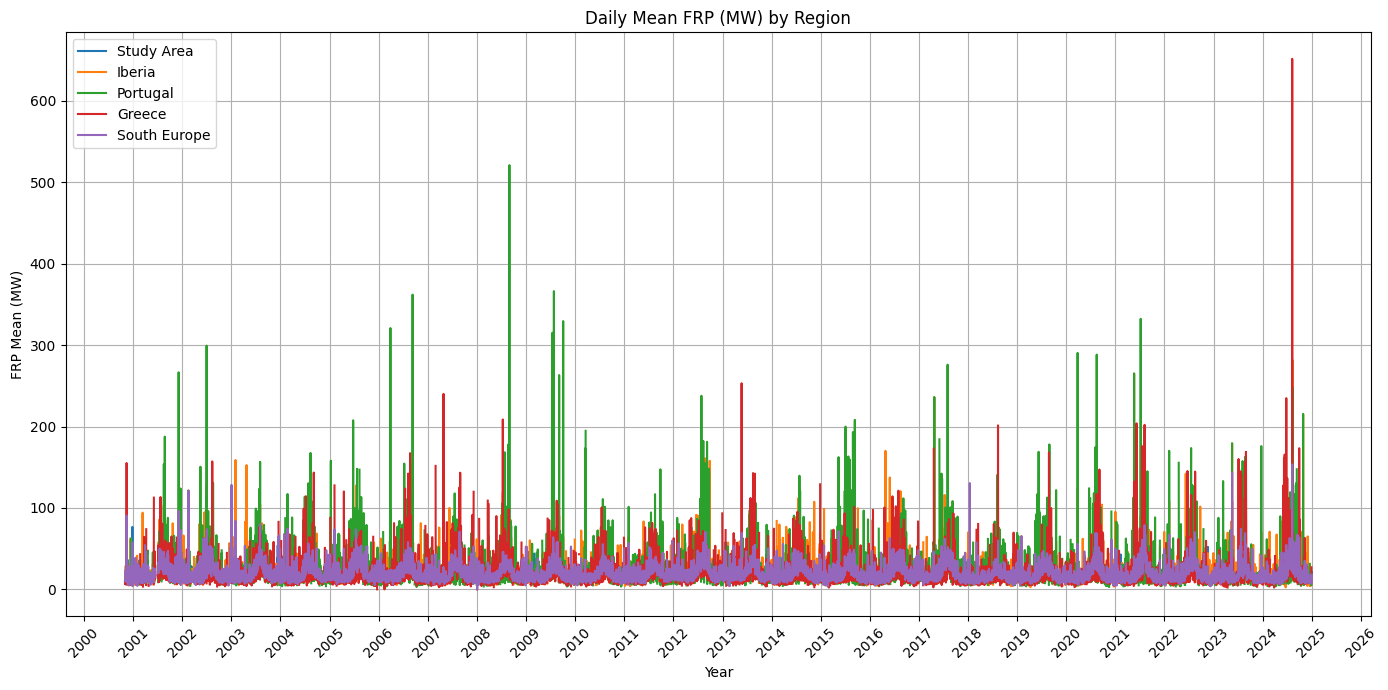 Daily Mean FRP (MW) by Region
Study Area
Iberia
Portugal
Greece
South Europe
FRP Mean (MW)
600
500
400
300
200
100
0
2000 2001 2002 2003 2004 2005 2006 2007 2008 2009 2010 2011 2012 2013 2014 2015 2016 2017 2018 2019 2020 2021 2022 2023 2024 2025 2026
Year